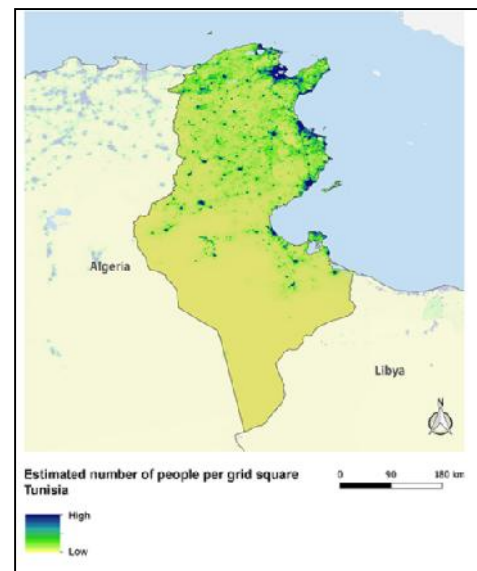 Algeria
Libya
N
Estimated number of people per grid square
Tunisia
0 90 180 km
High
Low